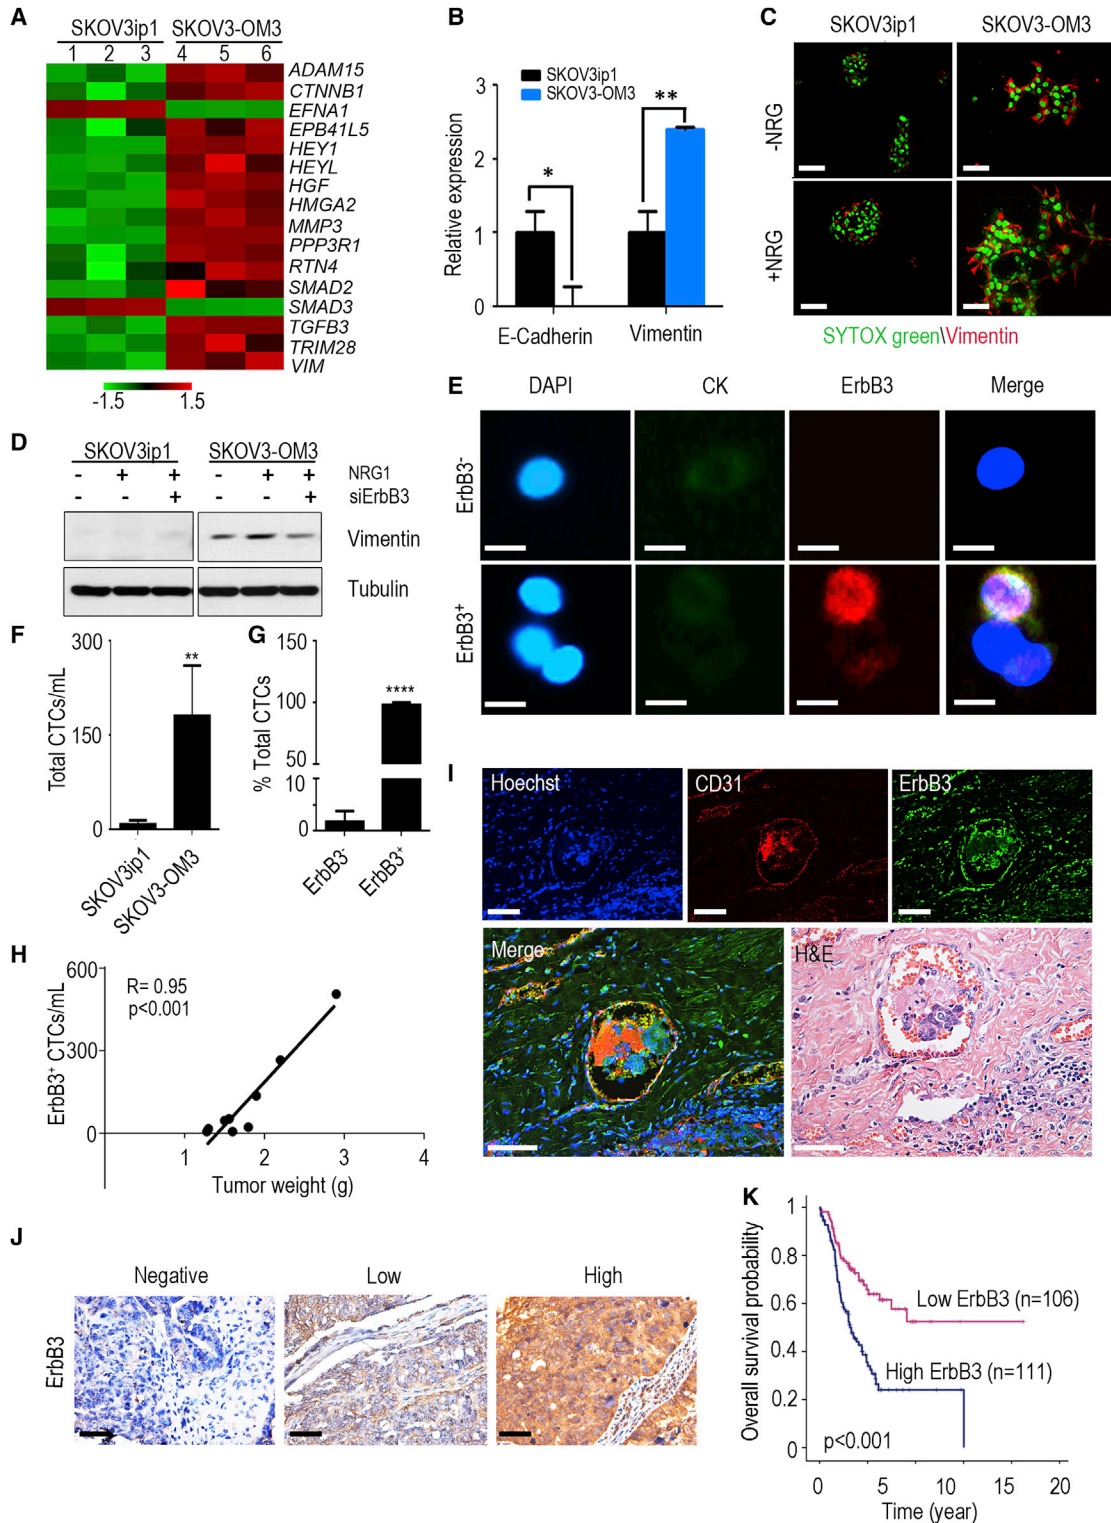 A
SKOV3ip1 SKOV3-OM3
1 2 3 4 5 6
ADAM15
CTNNB1
EFNA1
EPB41L5
HEY1
HEYL
HGF
HMGA2
MMP3
PPP3R1
RTN4
SMAD2
SMAD3
TGFB3
TRIM28
VIM
-1.5 1.5
B
Relative expression
3
2
1
0
SKOV3ip1
SKOV3-OM3
*
**
E-Cadherin Vimentin
C
SKOV3ip1 SKOV3-OM3
-NRG
+NRG
SYTOX green\Vimentin
D
SKOV3ip1 SKOV3-OM3
- + + - + + NRG1
- - + - - + siErbB3
Vimentin
Tubulin
E
DAPI CK ErbB3 Merge
ErbB3-
ErbB3+
F
Total CTCs/mL
300
150
0
**
SKOV3ip1
SKOV3-OM3
G
% Total CTCs
150
100
50
10
0
****
ErbB3-
ErbB3+
H
ErbB3+ CTCs/mL
600
300
0
R= 0.95
p<0.001
1 2 3 4
Tumor weight (g)
I
Hoechst CD31 ErbB3
Merge H&E
J
Negative Low High
ErbB3
K
Overall survival probability
1
0.8
0.6
0.4
0.2
0
Low ErbB3 (n=106)
High ErbB3 (n=111)
p<0.001
0 5 10 15 20
Time (year)